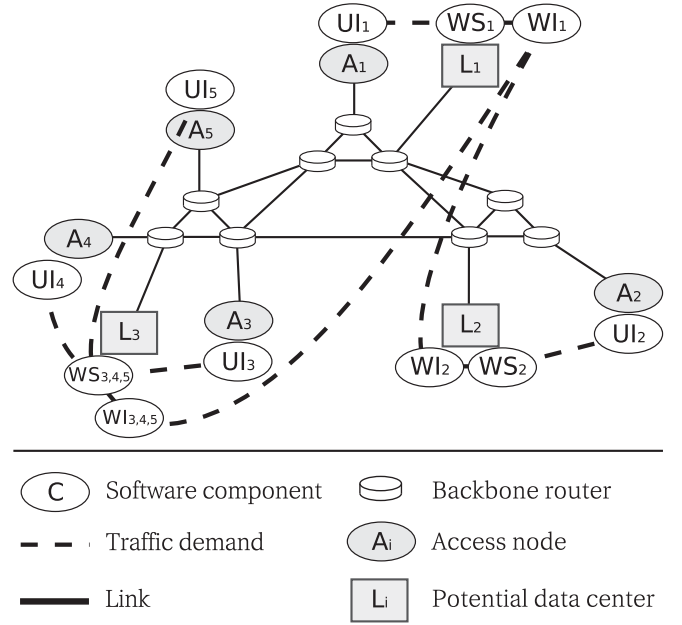 UI1 WS1 WI1
A1 L1
UI5
A5
A4
UI4
A2
L3 A3 L2
UI2
WS3,4,5 UI3 WI2 WS2
WI3,4,5
C Software component Backbone router
Traffic demand Ai Access node
Link Li Potential data center